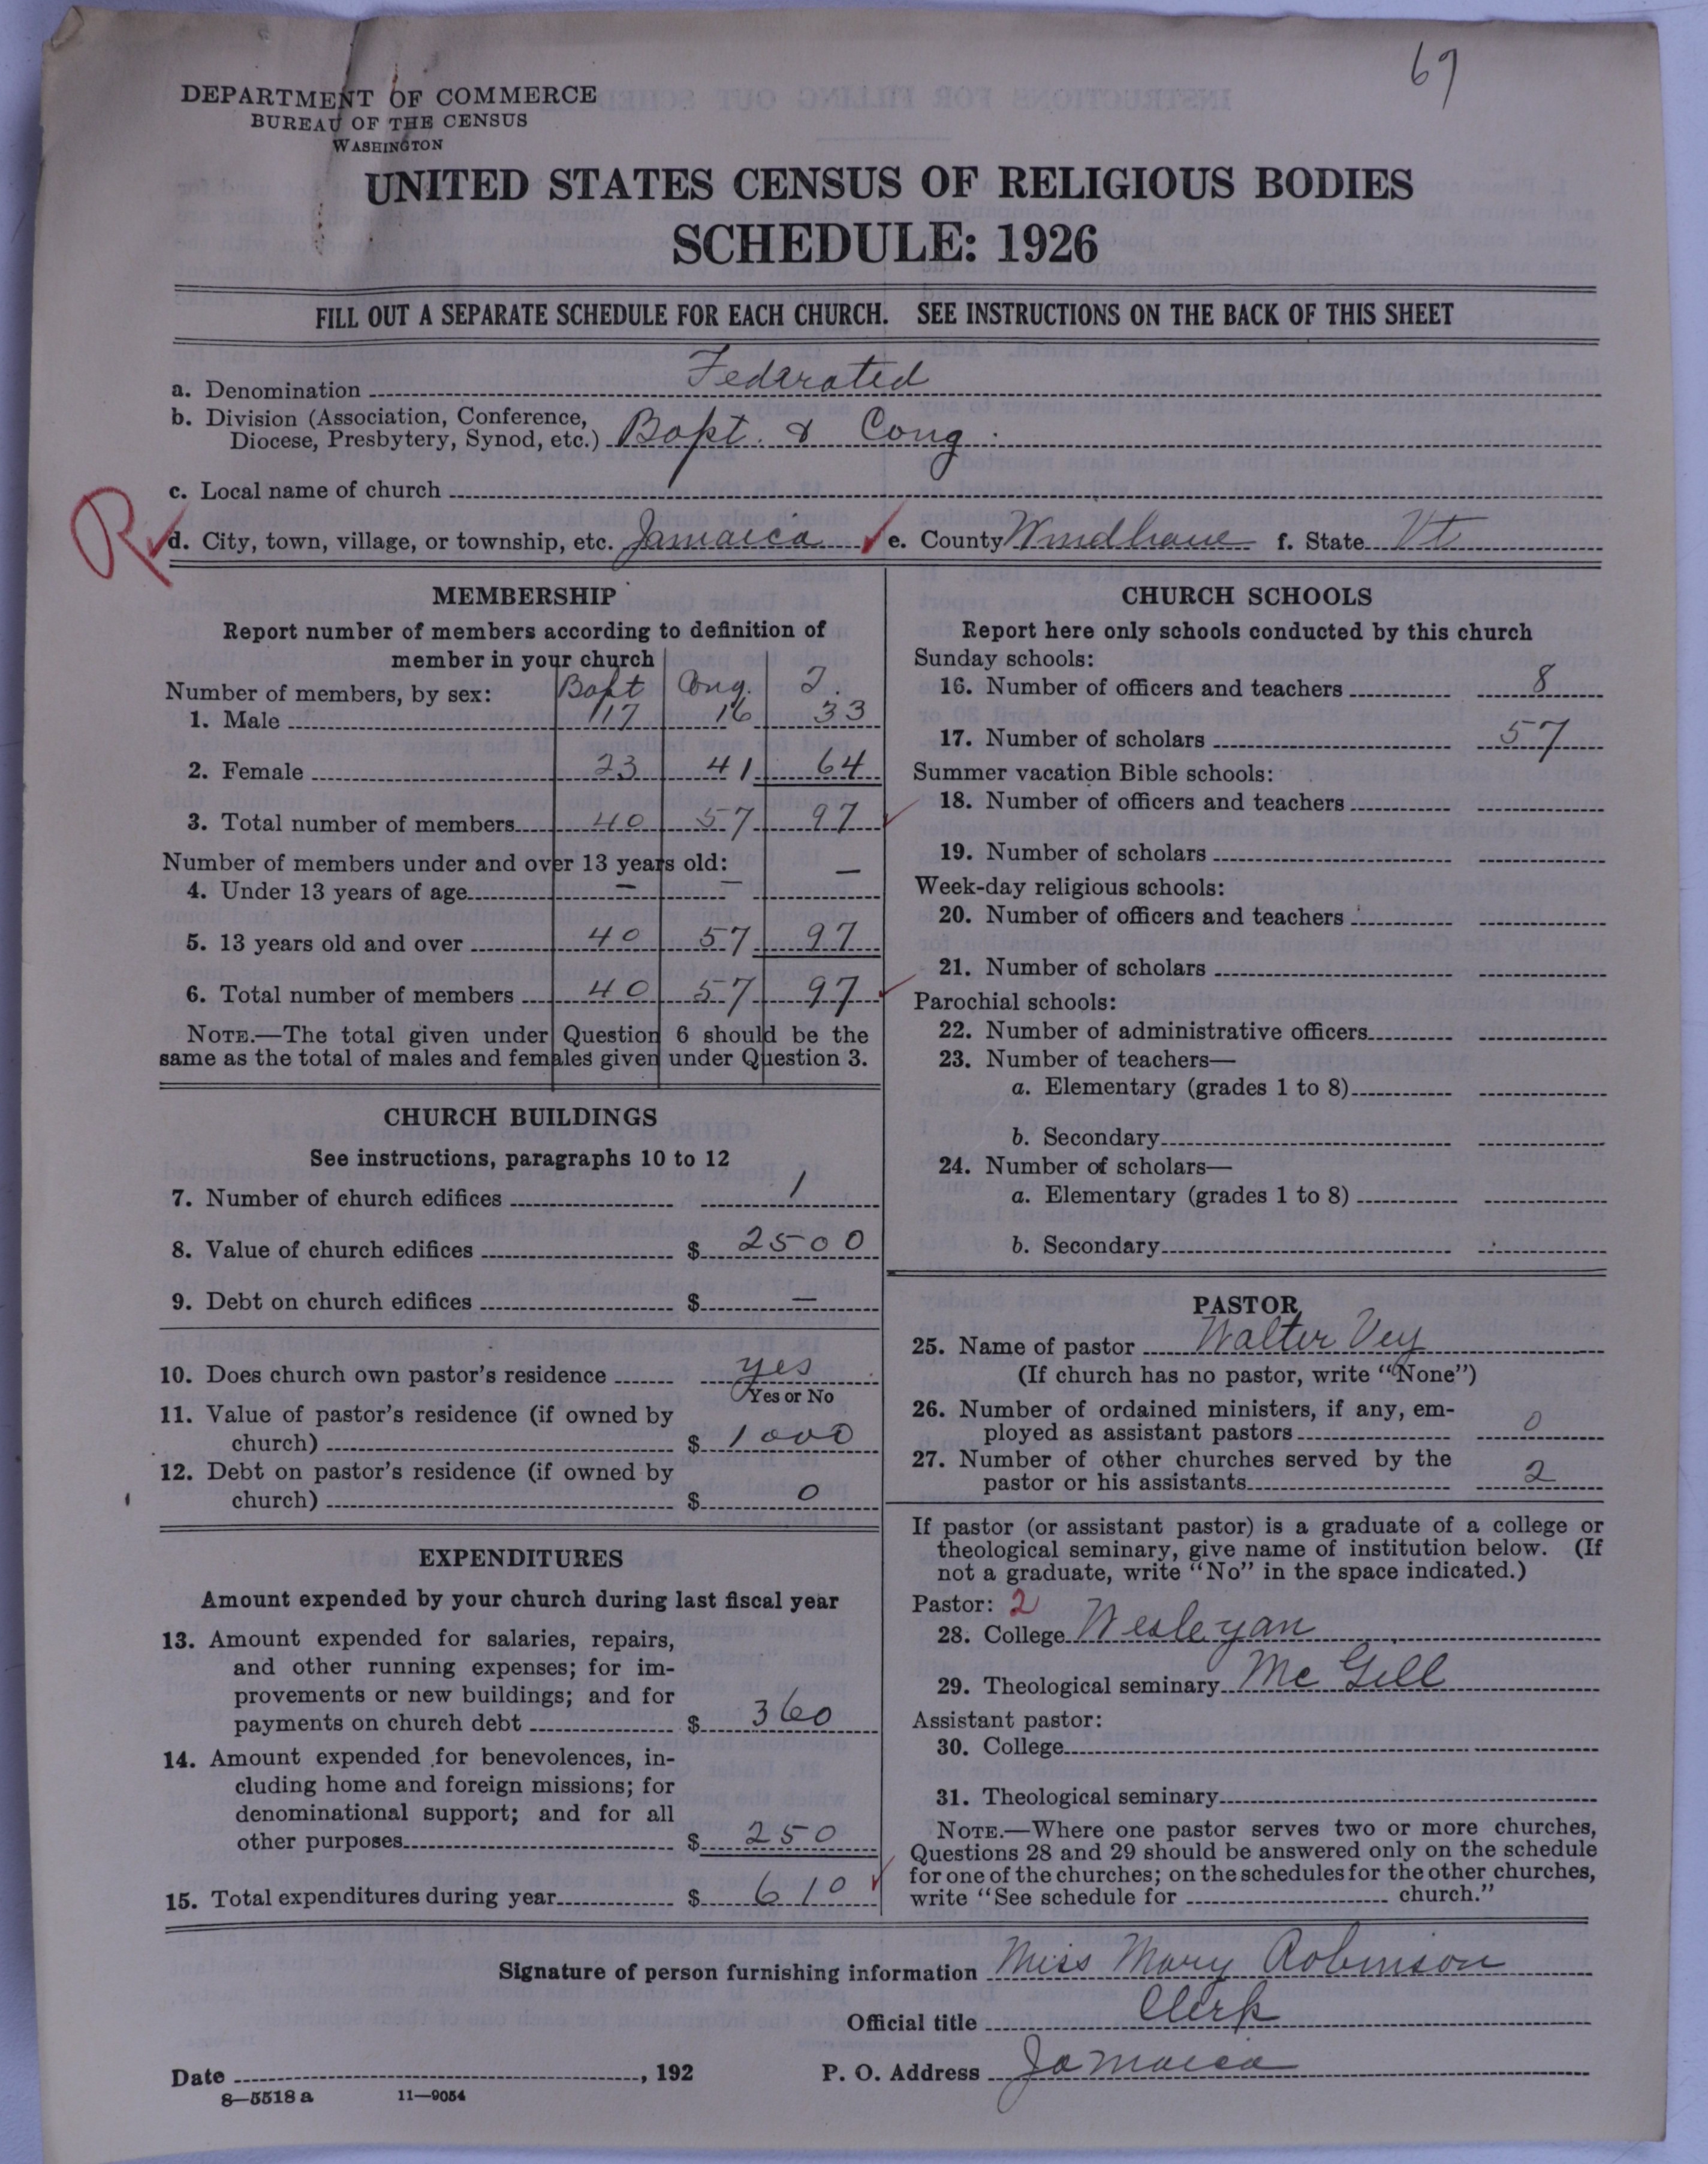 69
DEPARTMENT OF COMMERCE
BUREAU OF THE CENSUS
WASHINGTON
UNITED STATES CENSUS OF RELIGIOUS BODIES
SCHEDULE: 1926
FILL OUT A SEPARATE SCHEDULE FOR EACH CHURCH. SEE INSTRUCTIONS ON THE BACK OF THIS SHEET
a. Denomination Federated
b. Division (Association, Conference,
Diocese, Presbytery, Synod, etc.) Bapt. & Cong.
c. Local name of church
R
d. City, town, village, or township, etc. Jamaica e. County Windham f. State Vt
MEMBERSHIP
Report number of members according to definition of
member in your church
Number of members, by sex: Bapt Cong. T.
1. Male 17 16 33
2. Female 23 41 64
3. Total number of members 40 57 97
Number of members under and over 13 years old:
4. Under 13 years of age — — —
5. 13 years old and over 40 57 97
6. Total number of members 40 57 97
NOTE.—The total given under Question 6 should be the
same as the total of males and females given under Question 3.
CHURCH BUILDINGS
See instructions, paragraphs 10 to 12
7. Number of church edifices 1
8. Value of church edifices $ 2500
9. Debt on church edifices $ —
10. Does church own pastor's residence yes
Yes or No
11. Value of pastor's residence (if owned by
church) $ 1000
12. Debt on pastor's residence (if owned by
church) $ 0
EXPENDITURES
Amount expended by your church during last fiscal year
13. Amount expended for salaries, repairs,
and other running expenses; for im-
provements or new buildings; and for
payments on church debt $ 360
14. Amount expended for benevolences, in-
cluding home and foreign missions; for
denominational support; and for all
other purposes $ 250
15. Total expenditures during year $ 610
CHURCH SCHOOLS
Report here only schools conducted by this church
Sunday schools:
16. Number of officers and teachers 8
17. Number of scholars 57
Summer vacation Bible schools:
18. Number of officers and teachers
19. Number of scholars
Week-day religious schools:
20. Number of officers and teachers
21. Number of scholars
Parochial schools:
22. Number of administrative officers
23. Number of teachers—
a. Elementary (grades 1 to 8)
b. Secondary
24. Number of scholars—
a. Elementary (grades 1 to 8)
b. Secondary
PASTOR
25. Name of pastor Walter Vey
(If church has no pastor, write "None")
26. Number of ordained ministers, if any, em-
ployed as assistant pastors 0
27. Number of other churches served by the
pastor or his assistants 2
If pastor (or assistant pastor) is a graduate of a college or
theological seminary, give name of institution below. (If
not a graduate, write "No" in the space indicated.)
Pastor: 2
28. College Wesleyan
29. Theological seminary Mc Gill
Assistant pastor:
30. College
31. Theological seminary
NOTE.—Where one pastor serves two or more churches,
Questions 28 and 29 should be answered only on the schedule
for one of the churches; on the schedules for the other churches,
write "See schedule for church."
Signature of person furnishing information Miss Mary Robinson
Official title Clerk
Date , 192 P. O. Address Jamaica
8—5518 a 11—9054